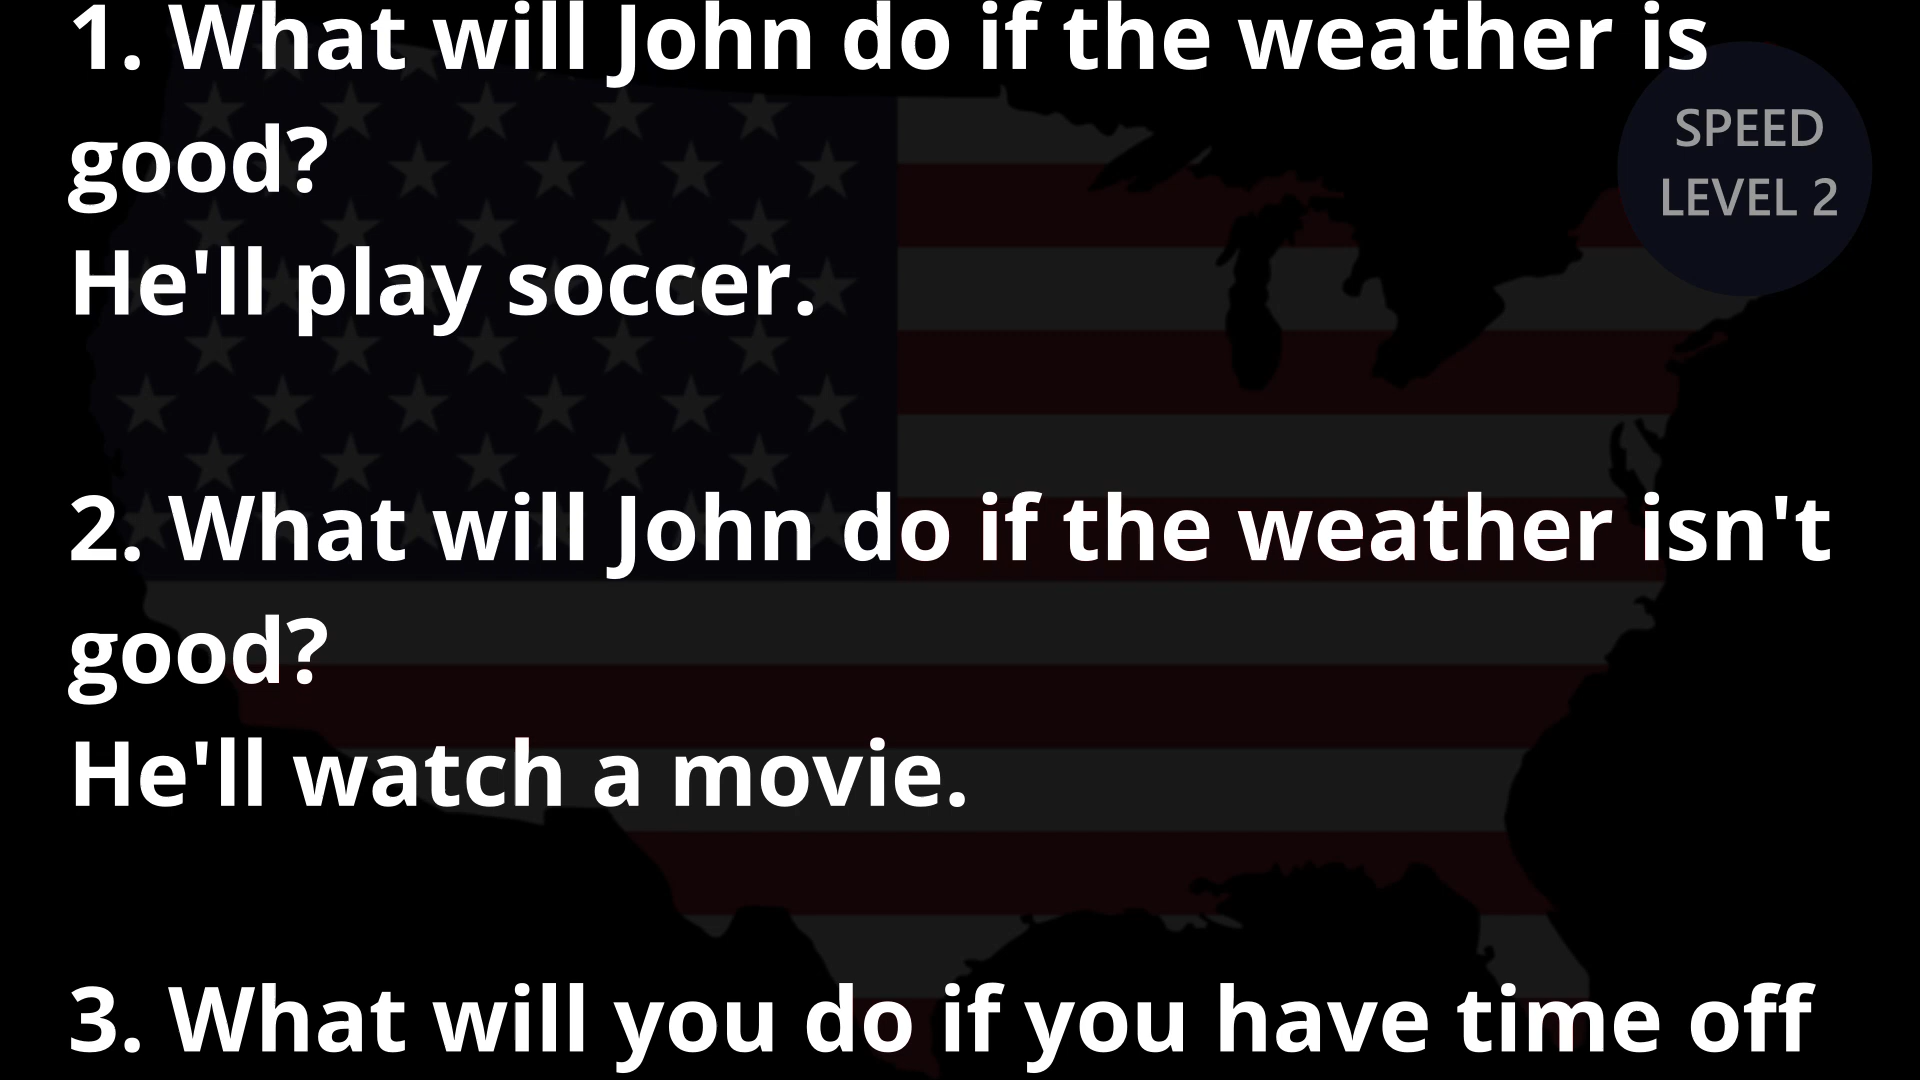 1. What will John do if the weather is
good?
He'll play soccer.
2. What will John do if the weather isn't
good?
He'll watch a movie.
3. What will you do if you have time off
SPEED
LEVEL 2